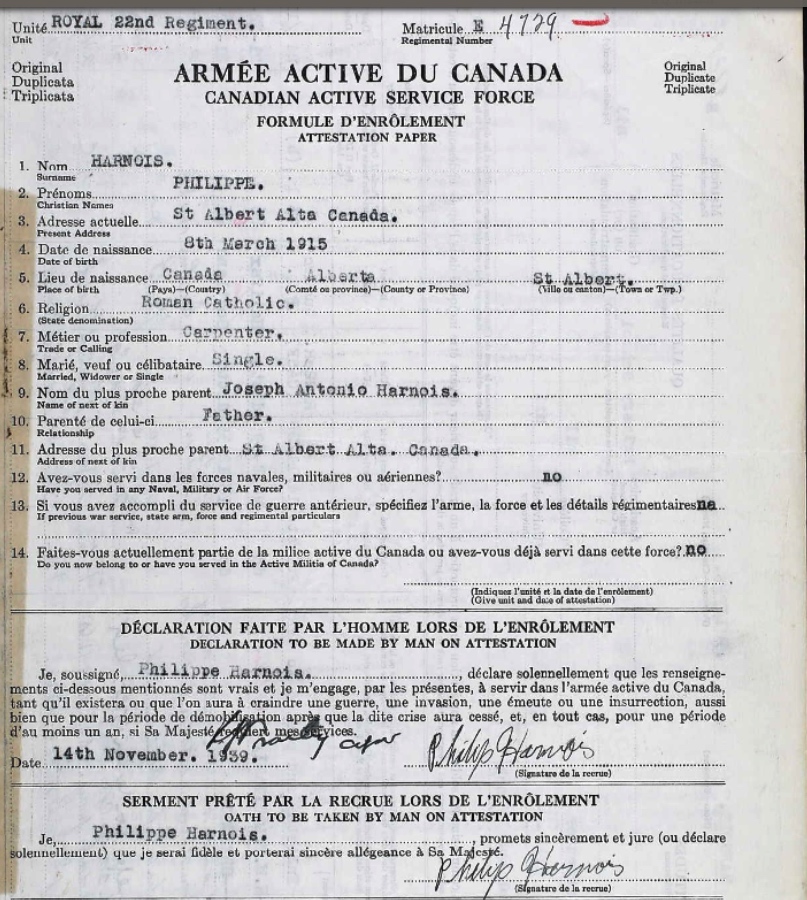 Unité ROYAL 22nd Regiment. Matricule E 4729
Unit Regimental Number
Original ARMÉE ACTIVE DU CANADA Original
Duplicata CANADIAN ACTIVE SERVICE FORCE Duplicate
Triplicata Triplicate
FORMULE D'ENRÔLEMENT
ATTESTATION PAPER
1. Nom HARNOIS.
Surname
2. Prénoms PHILIPPE.
Christian Names
3. Adresse actuelle St Albert Alta Canada.
Present Address
4. Date de naissance 8th March 1915
Date of birth
5. Lieu de naissance Canada Alberta St Albert.
Place of birth (Pays)—(Country) (Comté ou province)—(County or Province) (Ville ou canton)—(Town or Twp.)
6. Religion Roman Catholic.
(State denomination)
7. Métier ou profession Carpenter.
Trade or Calling
8. Marié, veuf ou célibataire Single.
Married, Widower or Single
9. Nom du plus proche parent Joseph Antonio Harnois.
Name of next of kin
10. Parenté de celui-ci Father.
Relationship
11. Adresse du plus proche parent St Albert Alta. Canada.
Address of next of kin
12. Avez-vous servi dans les forces navales, militaires ou aériennes? no
Have you served in any Naval, Military or Air Force?
13. Si vous avez accompli du service de guerre antérieur, spécifiez l'arme, la force et les détails régimentaires na
If previous war service, state arm, force and regimental particulars
14. Faites-vous actuellement partie de la milice active du Canada ou avez-vous déjà servi dans cette force? no
Do you now belong to or have you served in the Active Militia of Canada?
(Indiquez l'unité et la date de l'enrôlement)
(Give unit and date of attestation)
DÉCLARATION FAITE PAR L'HOMME LORS DE L'ENRÔLEMENT
DECLARATION TO BE MADE BY MAN ON ATTESTATION
Je, soussigné, Philippe Harnois. , déclare solennellement que les renseigne-
ments ci-dessous mentionnés sont vrais et je m'engage, par les présentes, à servir dans l'armée active du Canada,
tant qu'il existera ou que l'on aura à craindre une guerre, une invasion, une émeute ou une insurrection, aussi
bien que pour la période de démobilisation après que la dite crise aura cessé, et, en tout cas, pour une période
d'au moins un an, si Sa Majesté requiert mes services.
Date 14th November. 1939. Philip Harnois
(Signature de la recrue)
SERMENT PRÊTÉ PAR LA RECRUE LORS DE L'ENRÔLEMENT
OATH TO BE TAKEN BY MAN ON ATTESTATION
Je, Philippe Harnois. , promets sincèrement et jure (ou déclare
solennellement) que je serai fidèle et porterai sincère allégeance à Sa Majesté.
Philip Harnois
(Signature de la recrue)